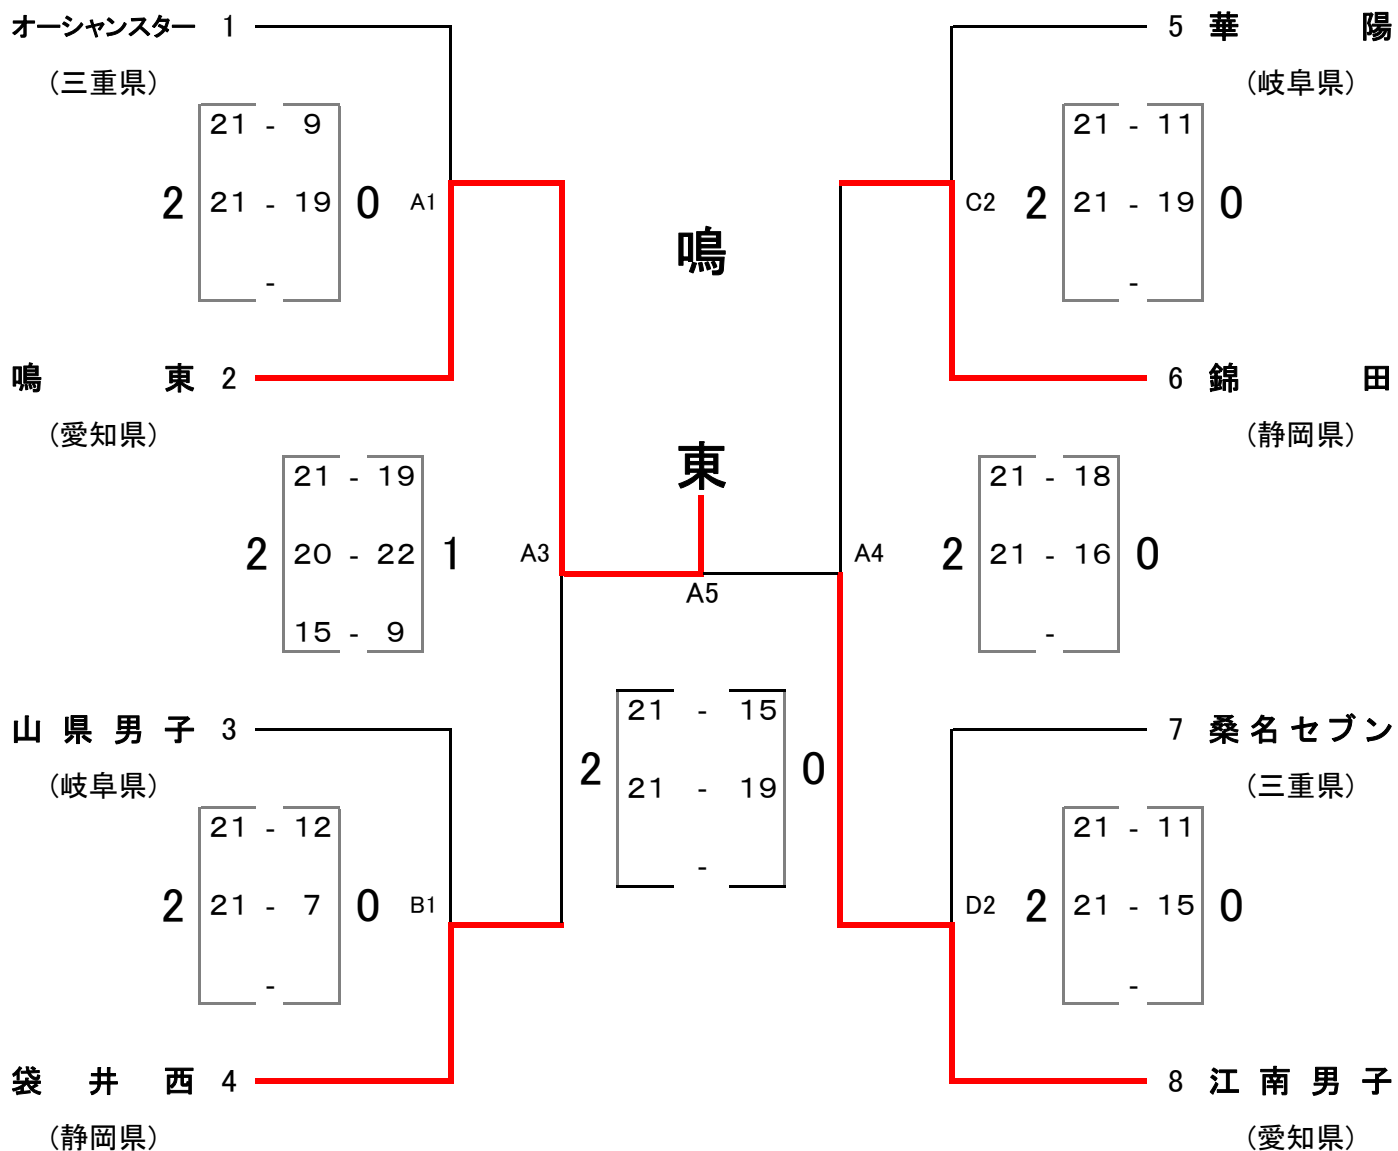 オーシャンスター 1
(三重県)
21 - 9
2 21 - 19 0 A1
-
鳴東 2
(愛知県)
21 - 19
2 20 - 22 1 A3
15 - 9
山県男子 3
(岐阜県)
21 - 12
2 21 - 7 0 B1
-
袋井西 4
(静岡県)
鳴
東
A5
21 - 15
2 21 - 19 0
-
5 華陽
(岐阜県)
21 - 11
C2 2 21 - 19 0
-
6 錦田
(静岡県)
21 - 18
A4 2 21 - 16 0
-
7 桑名セブン
(三重県)
21 - 11
D2 2 21 - 15 0
-
8 江南男子
(愛知県)